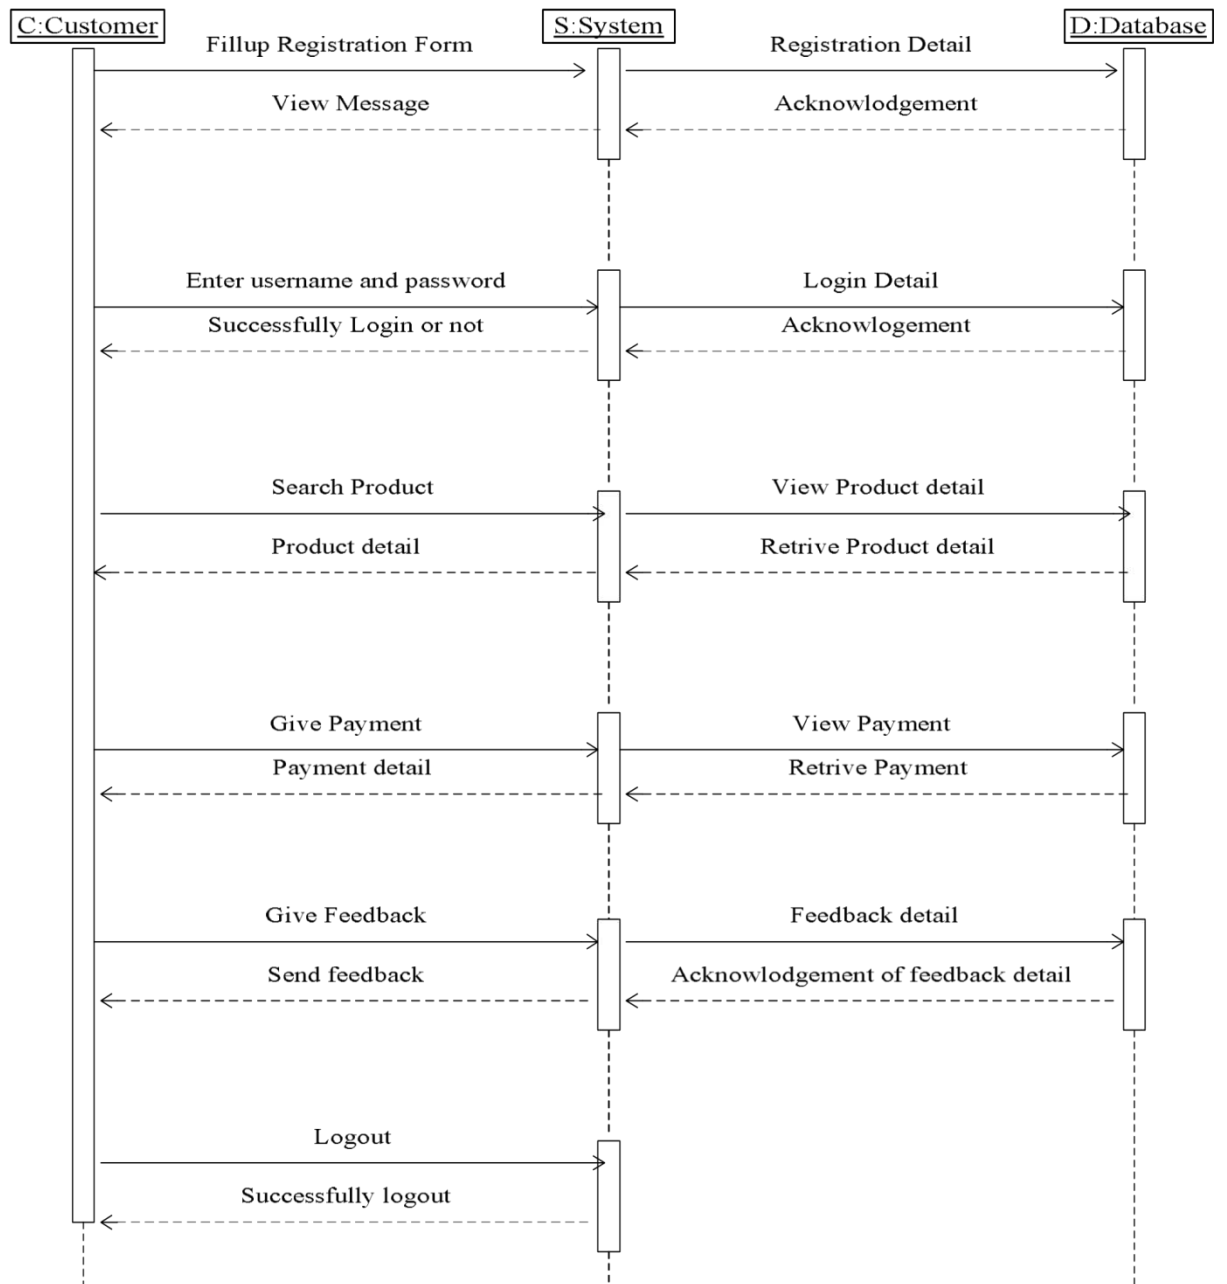 C:Customer
S:System
D:Database
Fillup Registration Form
Registration Detail
View Message
Acknowlodgement
Enter username and password
Login Detail
Successfully Login or not
Acknowlogement
Search Product
View Product detail
Product detail
Retrive Product detail
Give Payment
View Payment
Payment detail
Retrive Payment
Give Feedback
Feedback detail
Send feedback
Acknowlodgement of feedback detail
Logout
Successfully logout